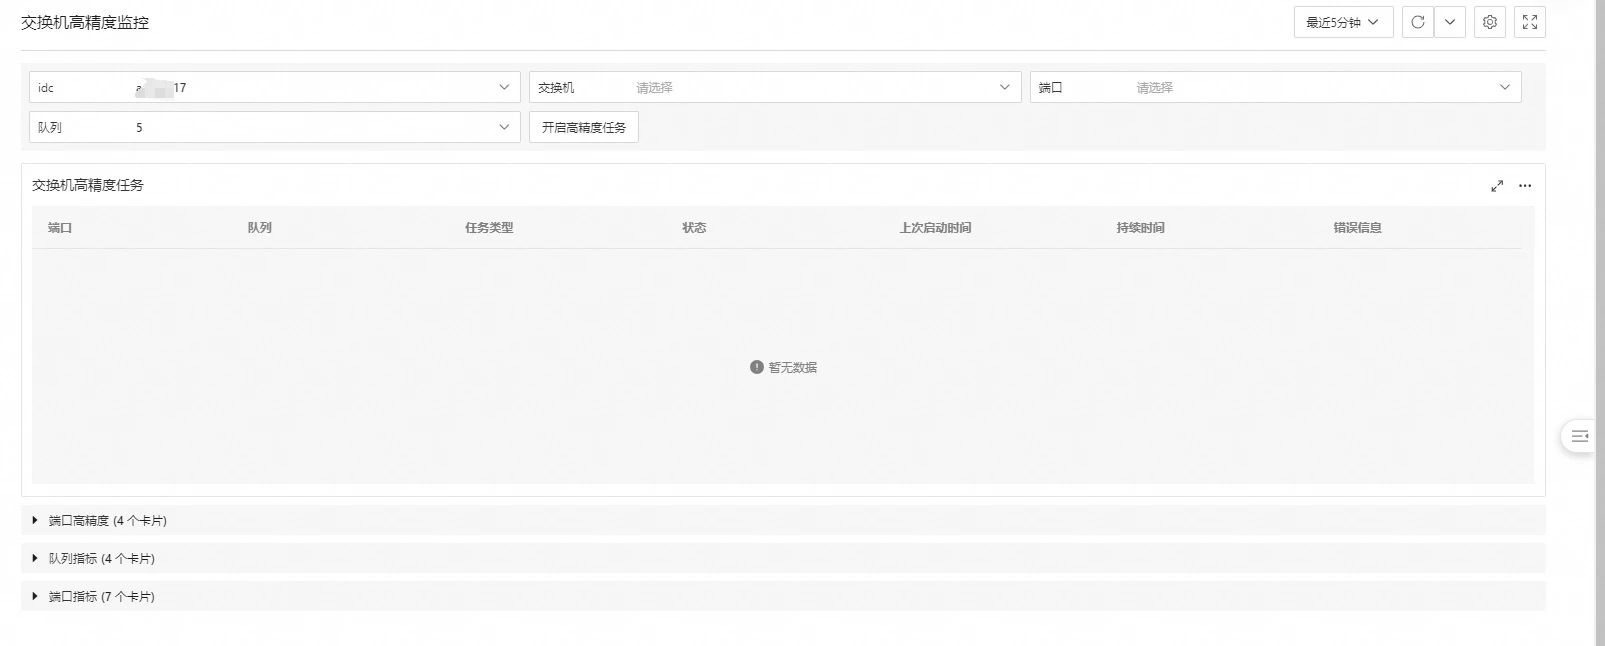 交换机高精度监控
最近5分钟
idc 17
交换机 请选择
端口 请选择
队列 5
开启高精度任务
交换机高精度任务
端口 队列 任务类型 状态 上次启动时间 持续时间 错误信息
暂无数据
端口高精度 (4 个卡片)
队列指标 (4 个卡片)
端口指标 (7 个卡片)